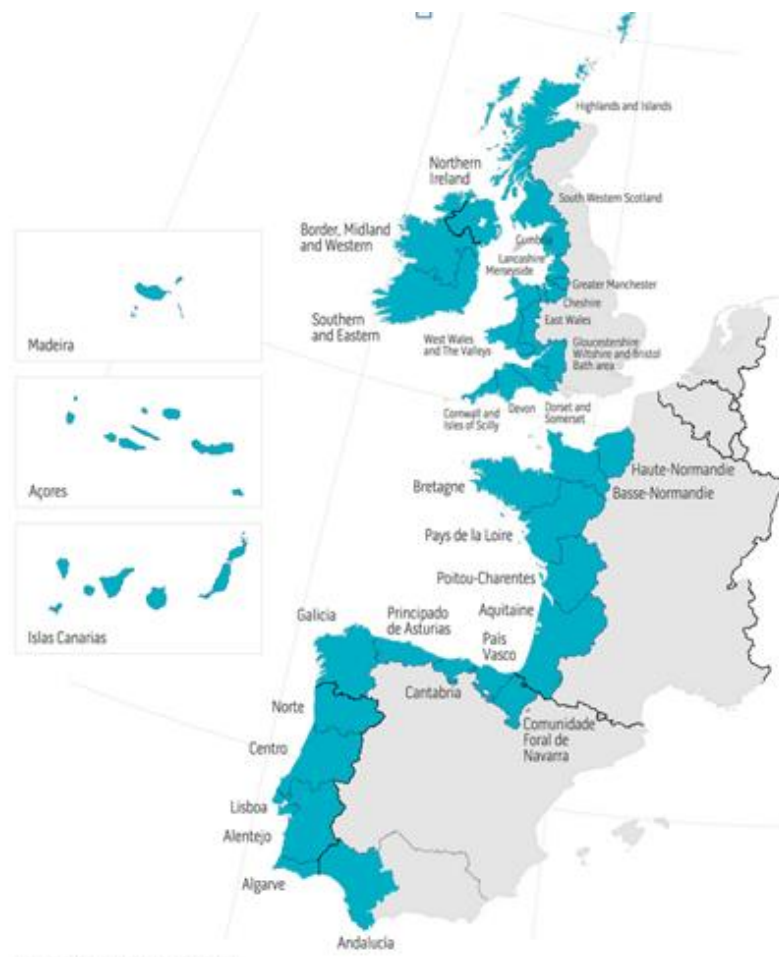 Highlands and Islands
Northern
Ireland
South Western Scotland
Border, Midland
and Western
Cumbria
Lancashire
Merseyside
Greater Manchester
Cheshire
East Wales
Southern
and Eastern
West Wales
and The Valleys
Gloucestershire
Wiltshire and Bristol
Bath area
Madeira
Cornwall and
Isles of Scilly
Devon
Dorset and
Somerset
Haute-Normandie
Basse-Normandie
Bretagne
Açores
Pays de la Loire
Poitou-Charentes
Aquitaine
Galicia
Principado
de Asturias
País
Vasco
Islas Canarias
Cantabria
Norte
Comunidade
Foral de
Navarra
Centro
Lisboa
Alentejo
Algarve
Andalucía